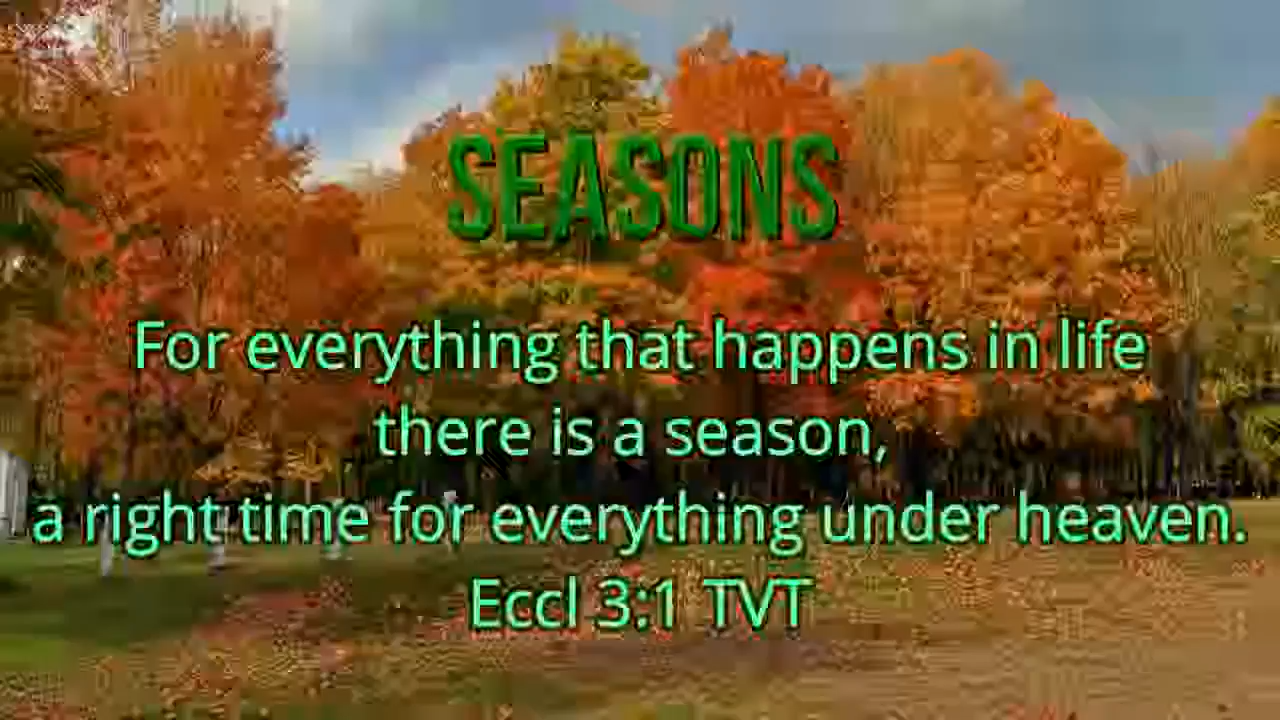 SEASONS
For everything that happens in life
there is a season,
a right time for everything under heaven.
Eccl 3:1 TVT